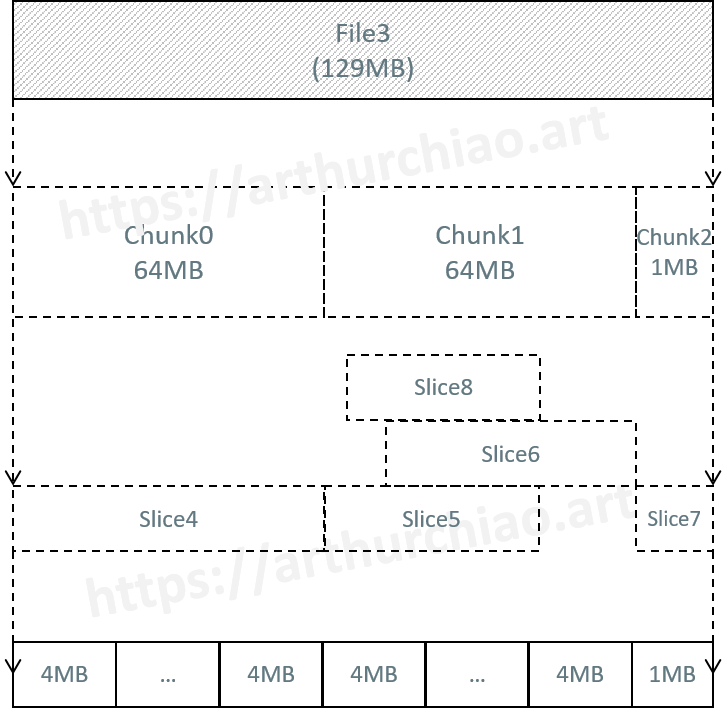 File3
(129MB)
https://arthurchiao.art
Chunk0
64MB
Chunk1
64MB
Chunk2
1MB
Slice8
Slice6
Slice4
Slice5
Slice7
https://arthurchiao.art
4MB
...
4MB
4MB
...
4MB
1MB